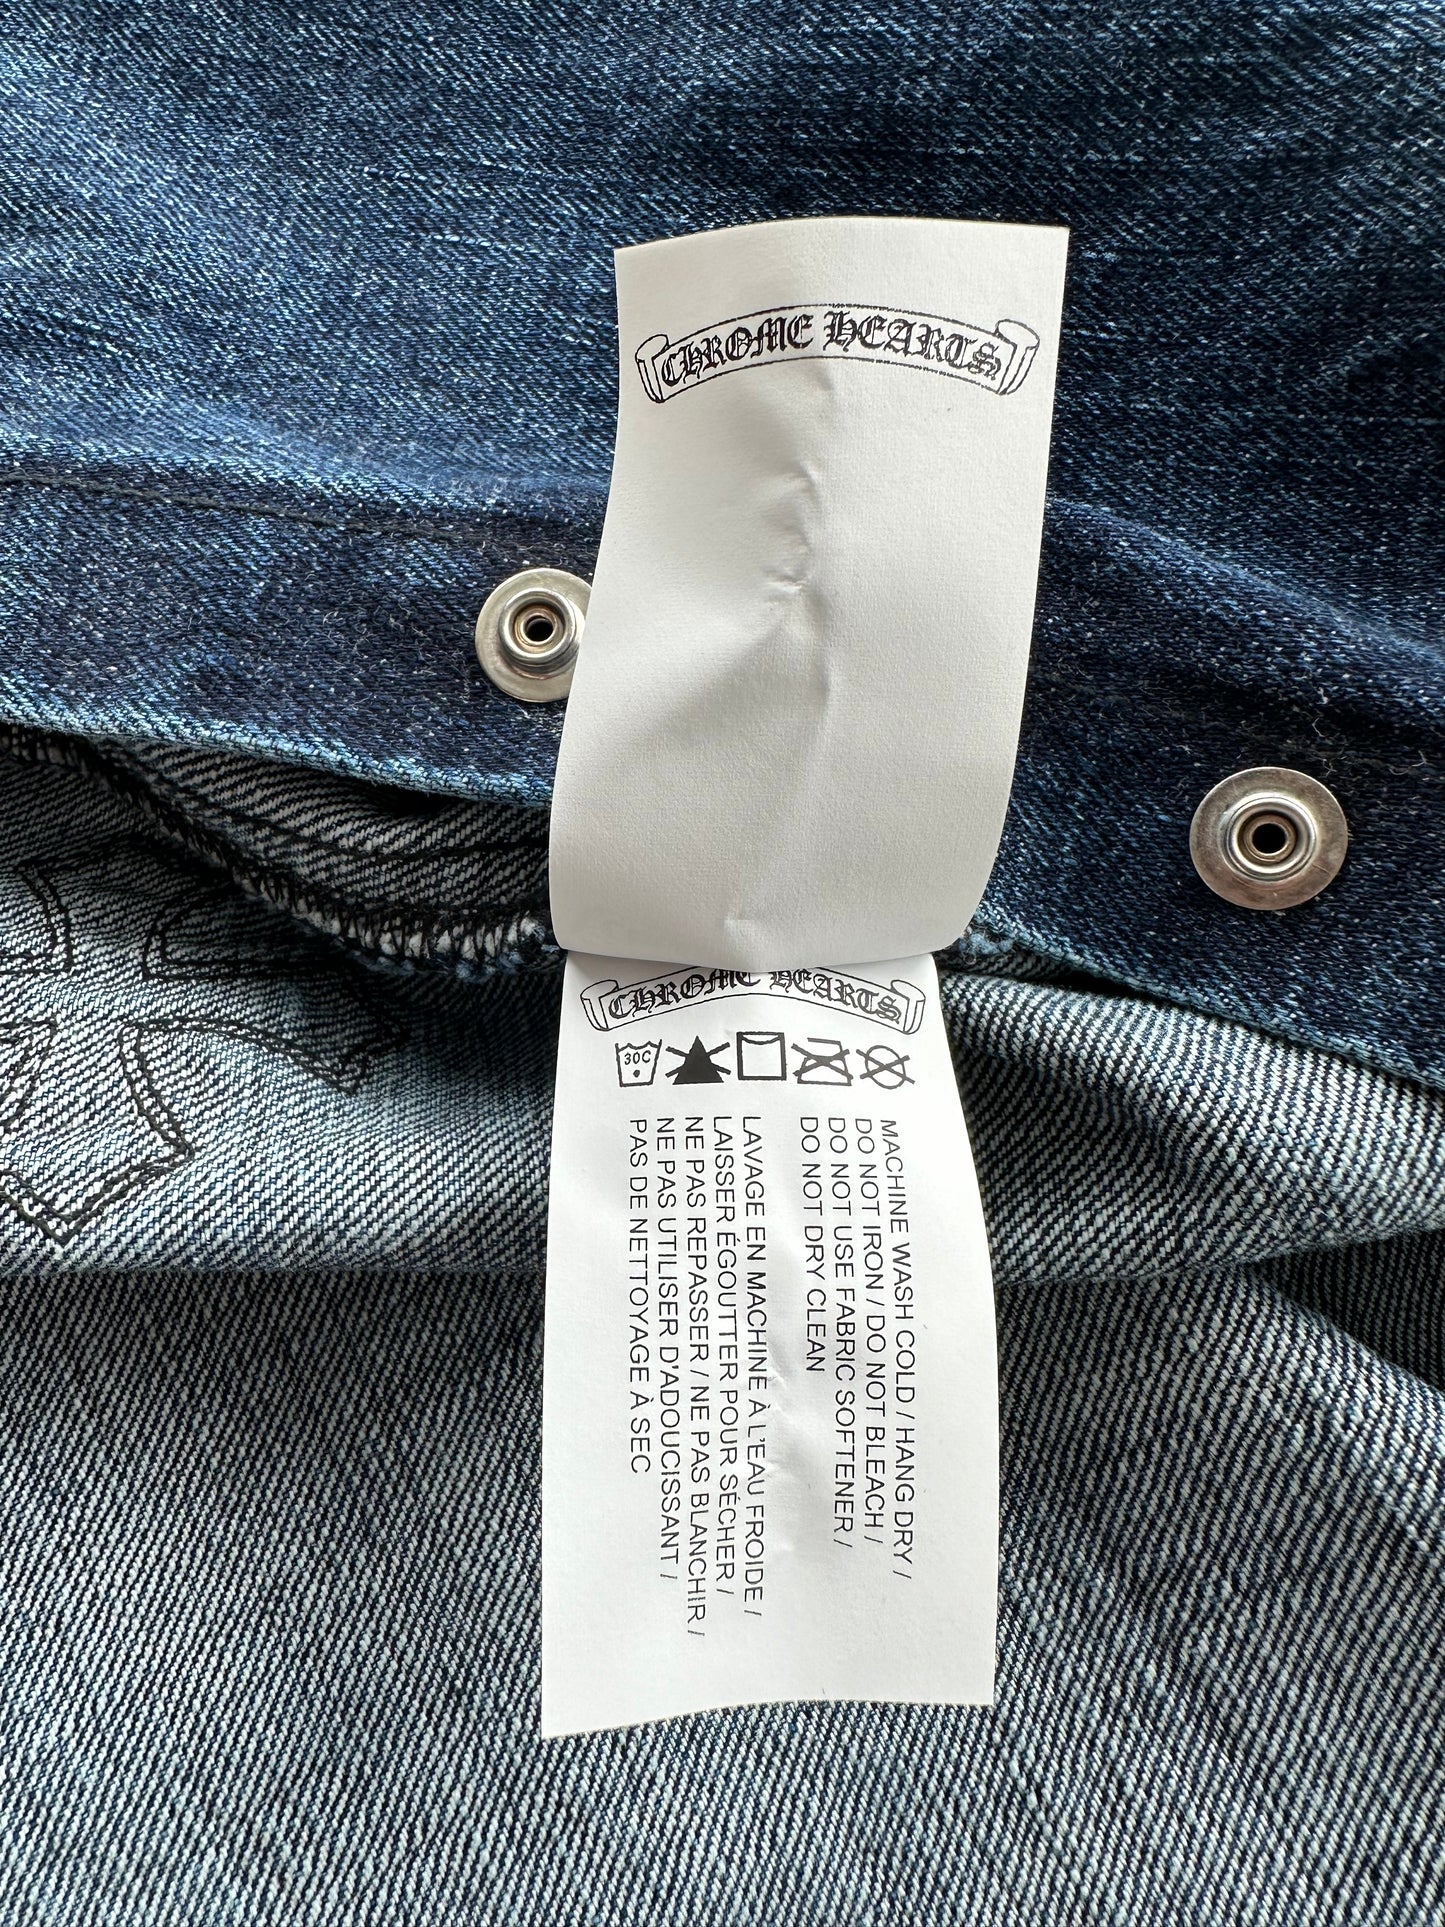 CHROME HEARTS
CHROME HEARTS
30C
MACHINE WASH COLD / HANG DRY /
DO NOT IRON / DO NOT BLEACH /
DO NOT USE FABRIC SOFTENER /
DO NOT DRY CLEAN
LAVAGE EN MACHINE À L'EAU FROIDE /
LAISSER ÉGOUTTER POUR SÉCHER /
NE PAS REPASSER / NE PAS BLANCHIR /
NE PAS UTILISER D'ADOUCISSANT /
PAS DE NETTOYAGE À SEC